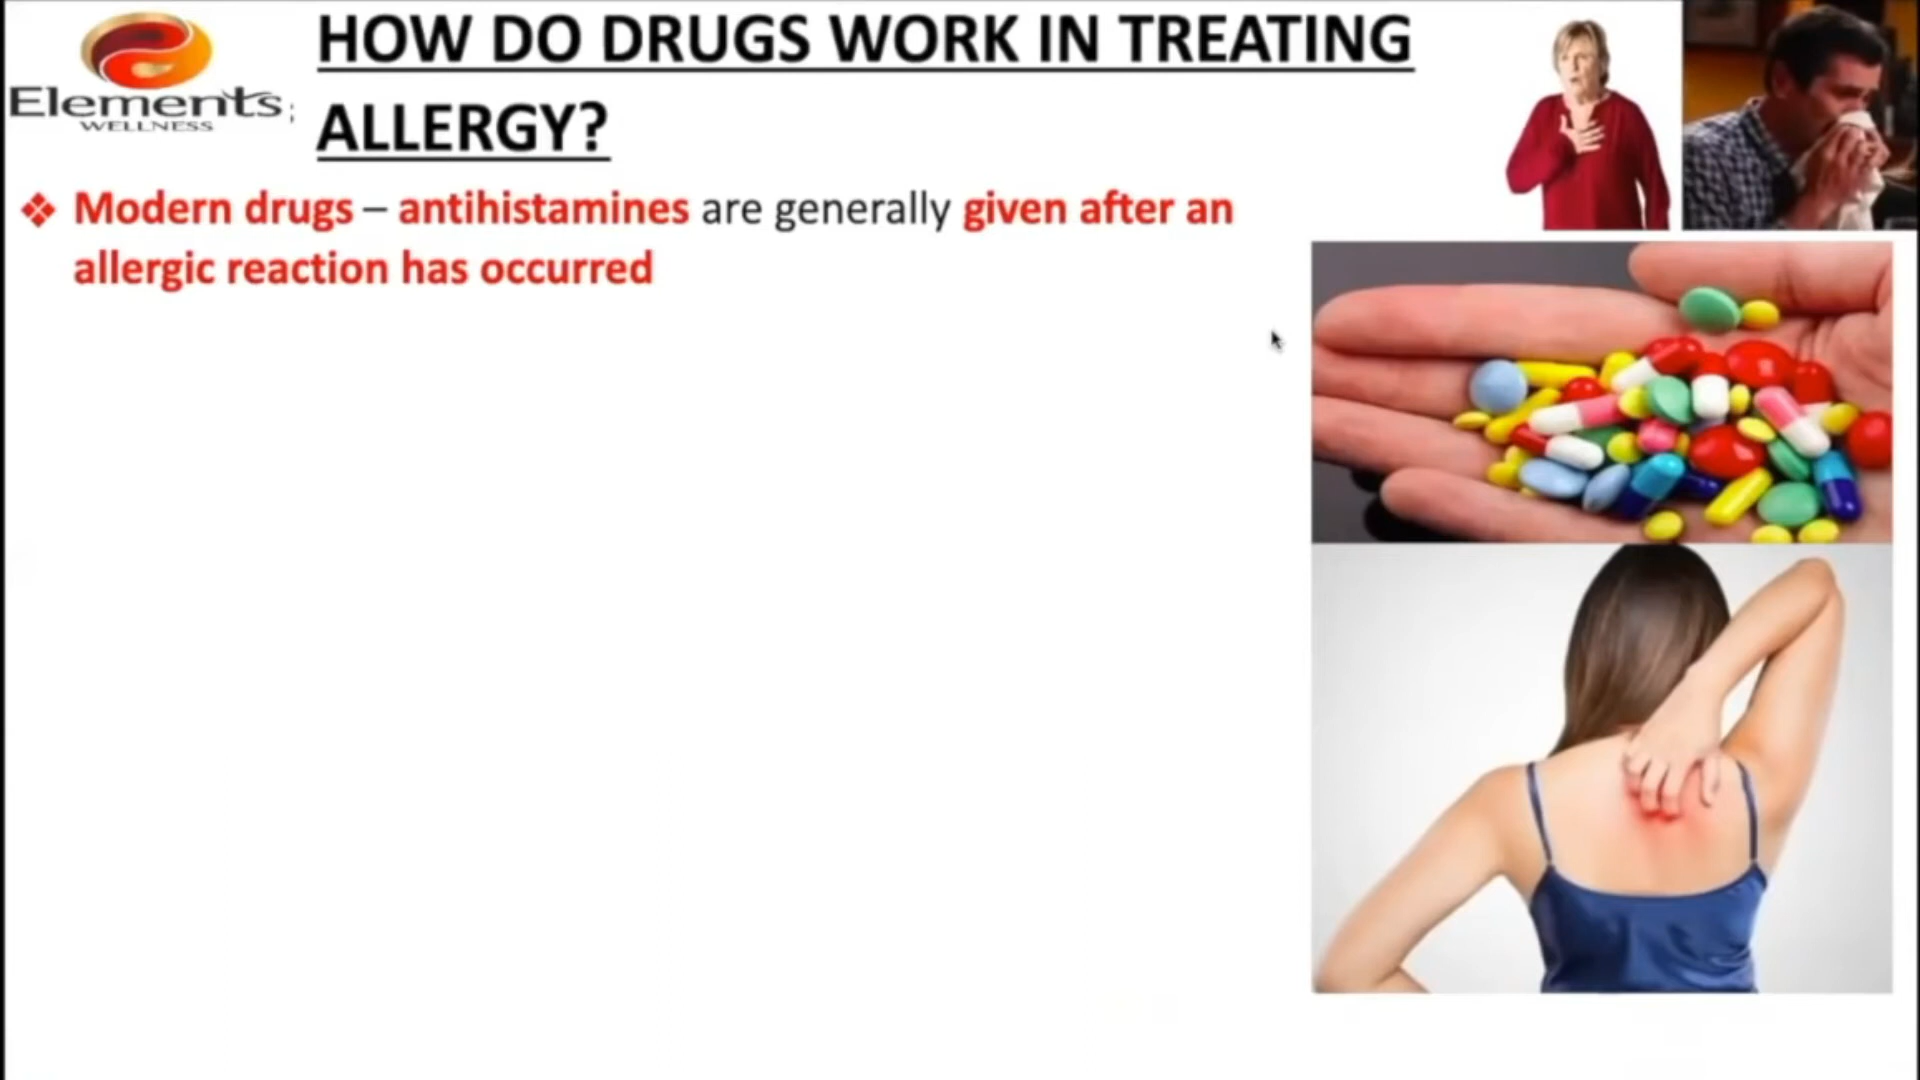 HOW DO DRUGS WORK IN TREATING
ALLERGY?
Elements
WELLNESS
❖ Modern drugs – antihistamines are generally given after an
allergic reaction has occurred